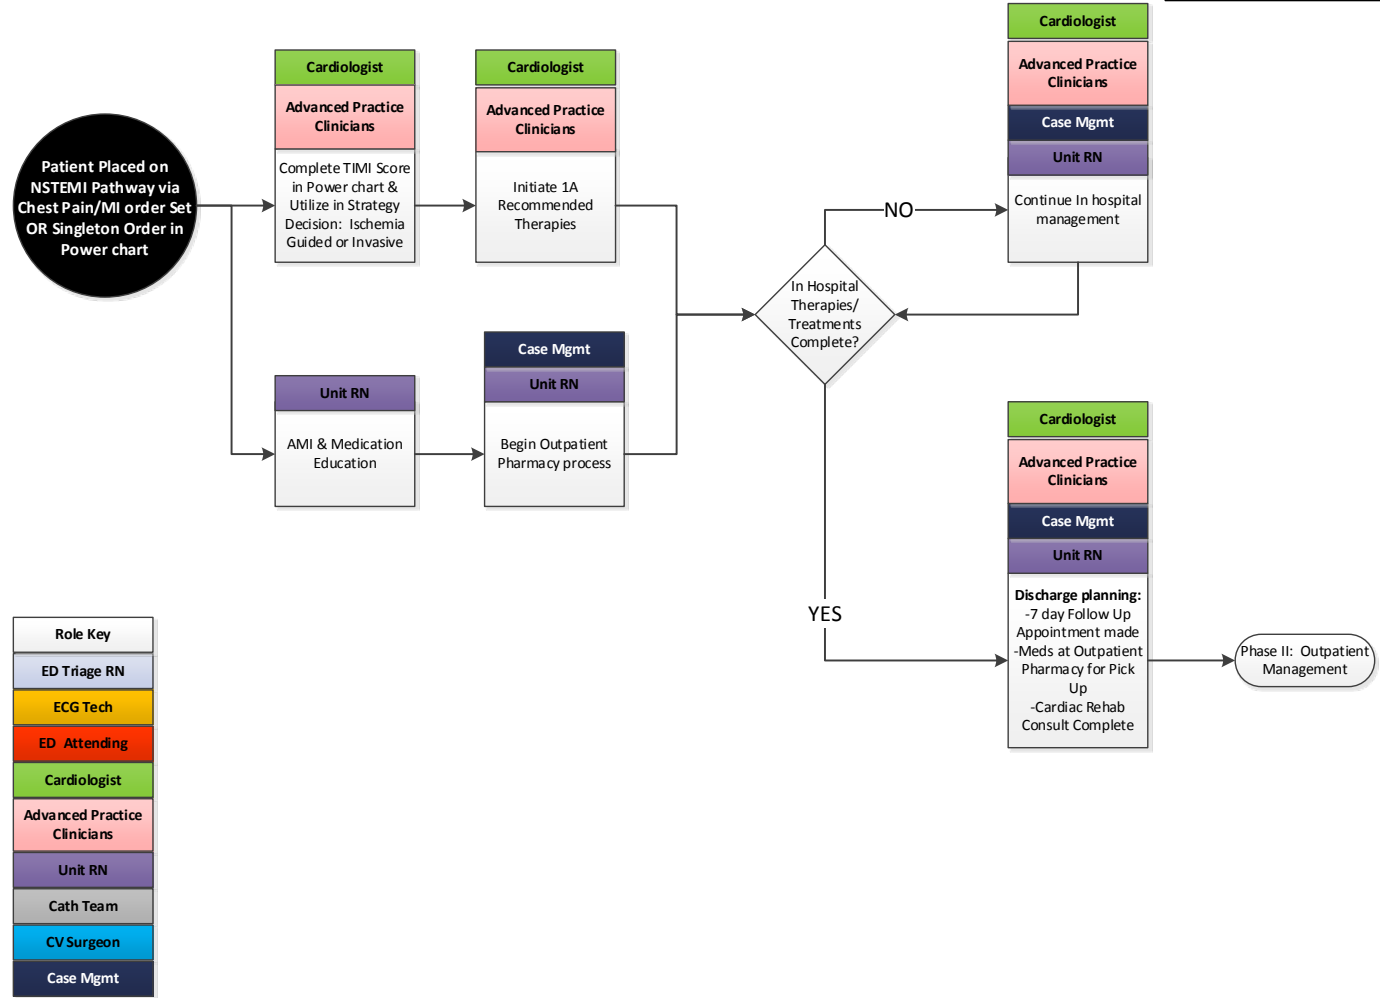 Patient Placed on
NSTEMI Pathway via
Chest Pain/MI order Set
OR Singleton Order in
Power chart
Cardiologist
Advanced Practice
Clinicians
Complete TIMI Score
in Power chart &
Utilize in Strategy
Decision:  Ischemia
Guided or Invasive
Cardiologist
Advanced Practice
Clinicians
Initiate 1A
Recommended
Therapies
Unit RN
AMI & Medication
Education
Case Mgmt
Unit RN
Begin Outpatient
Pharmacy process
In Hospital
Therapies/
Treatments
Complete?
NO
Cardiologist
Advanced Practice
Clinicians
Case Mgmt
Unit RN
Continue In hospital
management
YES
Cardiologist
Advanced Practice
Clinicians
Case Mgmt
Unit RN
Discharge planning:
-7 day Follow Up
Appointment made
-Meds at Outpatient
Pharmacy for Pick
Up
-Cardiac Rehab
Consult Complete
Phase II:  Outpatient
Management
Role Key
ED Triage RN
ECG Tech
ED  Attending
Cardiologist
Advanced Practice
Clinicians
Unit RN
Cath Team
CV Surgeon
Case Mgmt